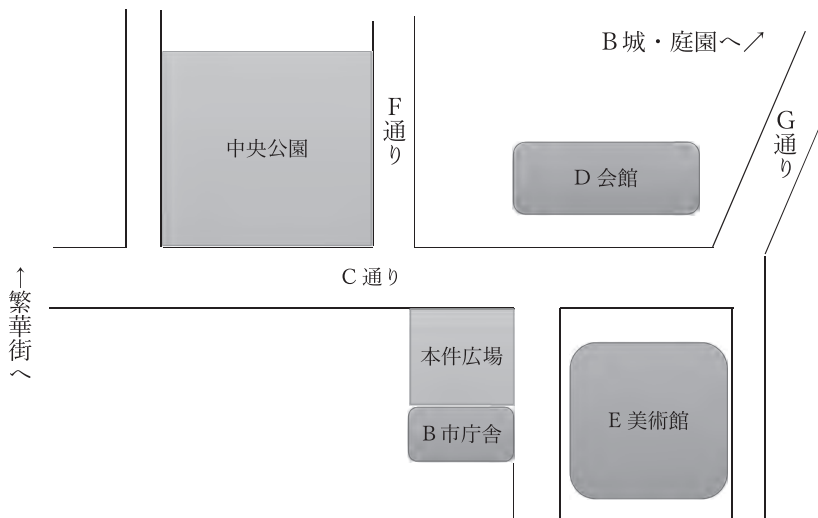 B城・庭園へ↗
F通り
G通り
中央公園
D会館
C通り
←繁華街へ
本件広場
B市庁舎
E美術館